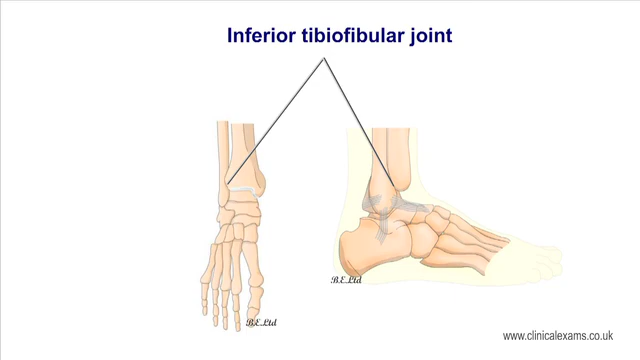 Inferior tibiofibular joint
B.E.Ltd
B.E.Ltd
www.clinicalexams.co.uk